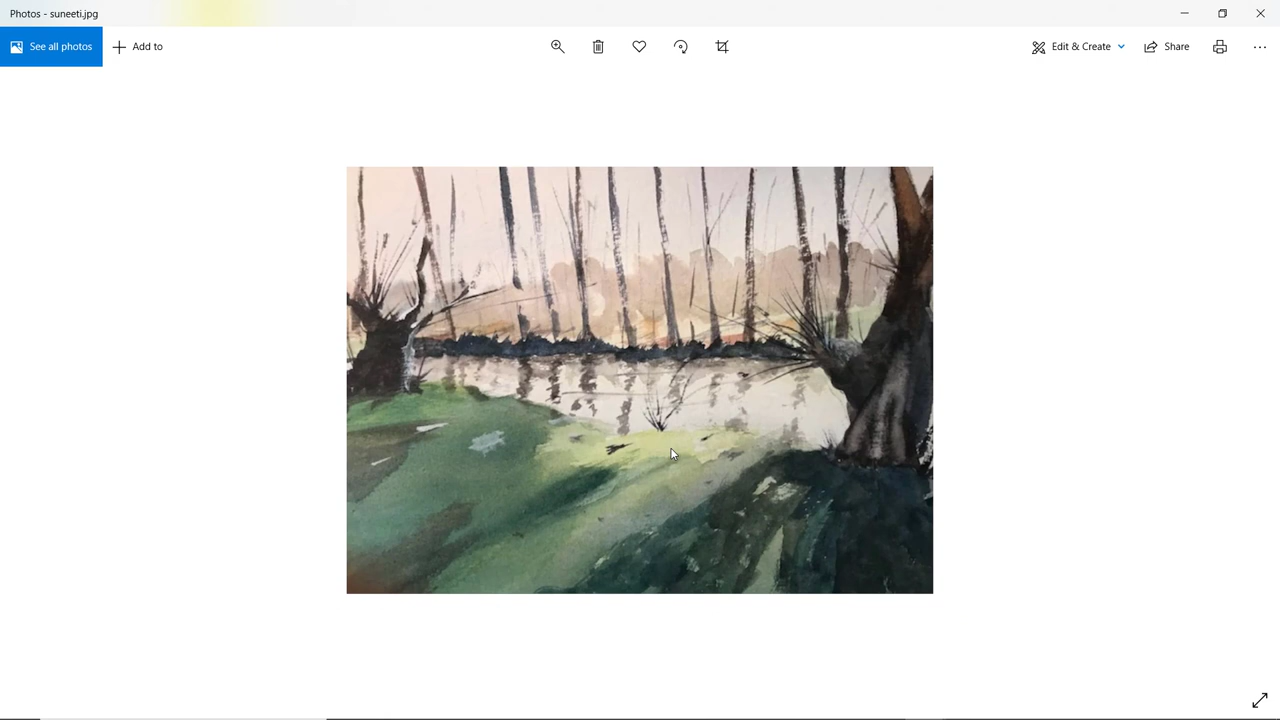 Photos - suneeti.jpg
See all photos
Add to
Edit & Create
Share